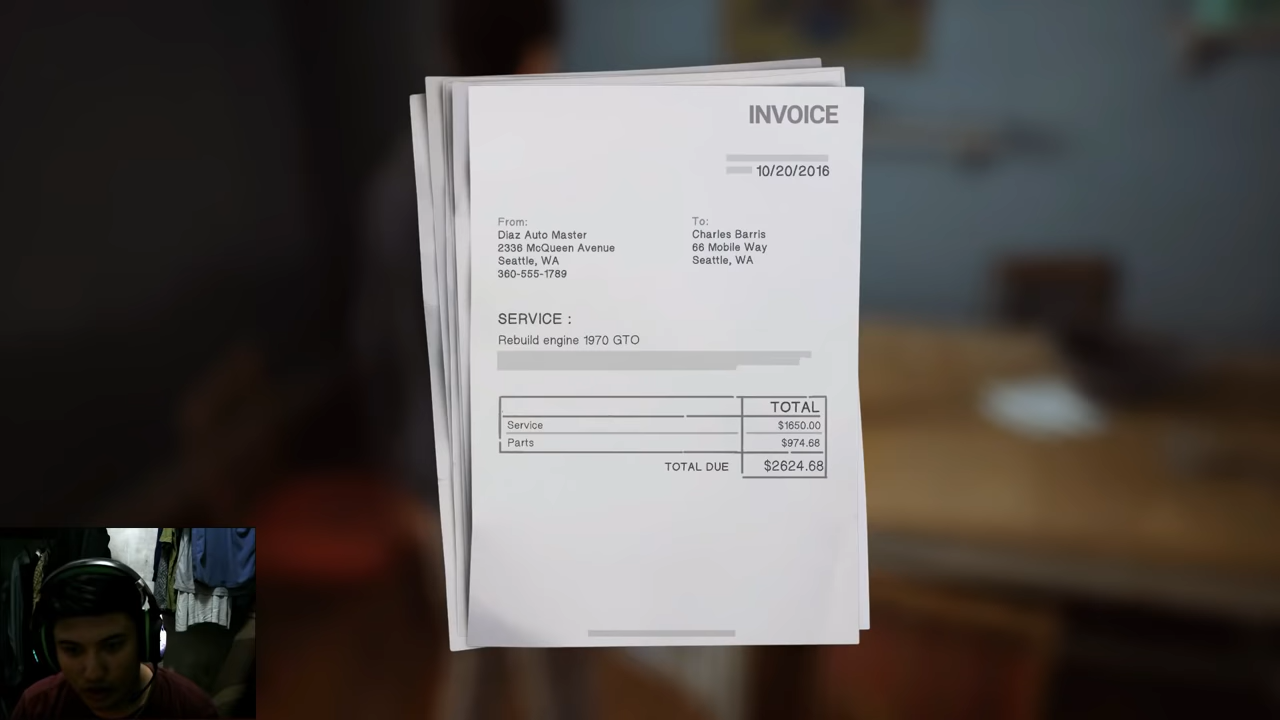 INVOICE
10/20/2016
From:
Diaz Auto Master
2336 McQueen Avenue
Seattle, WA
360-555-1789
To:
Charles Barris
66 Mobile Way
Seattle, WA
SERVICE :
Rebuild engine 1970 GTO
TOTAL
Service $1650.00
Parts $974.68
TOTAL DUE $2624.68